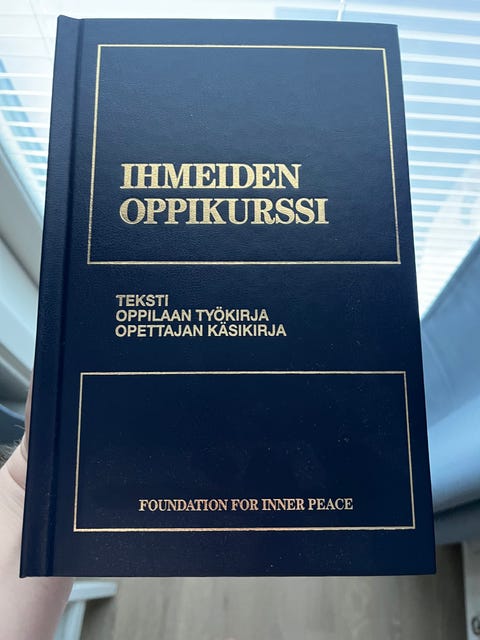 IHMEIDEN
OPPIKURSSI
TEKSTI
OPPILAAN TYÖKIRJA
OPETTAJAN KÄSIKIRJA
FOUNDATION FOR INNER PEACE